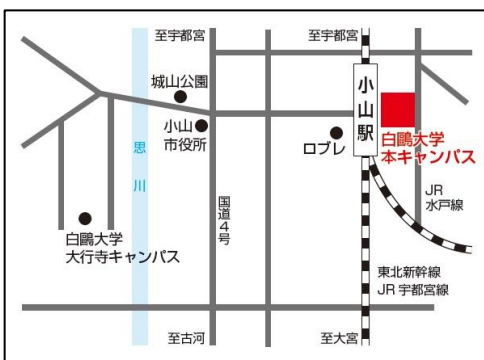 至宇都宮
至宇都宮
城山公園
小山
市役所
小山駅
ロブレ
白鷗大学
本キャンパス
思川
国道4号
JR
水戸線
白鷗大学
大行寺キャンパス
東北新幹線
JR 宇都宮線
至古河
至大宮